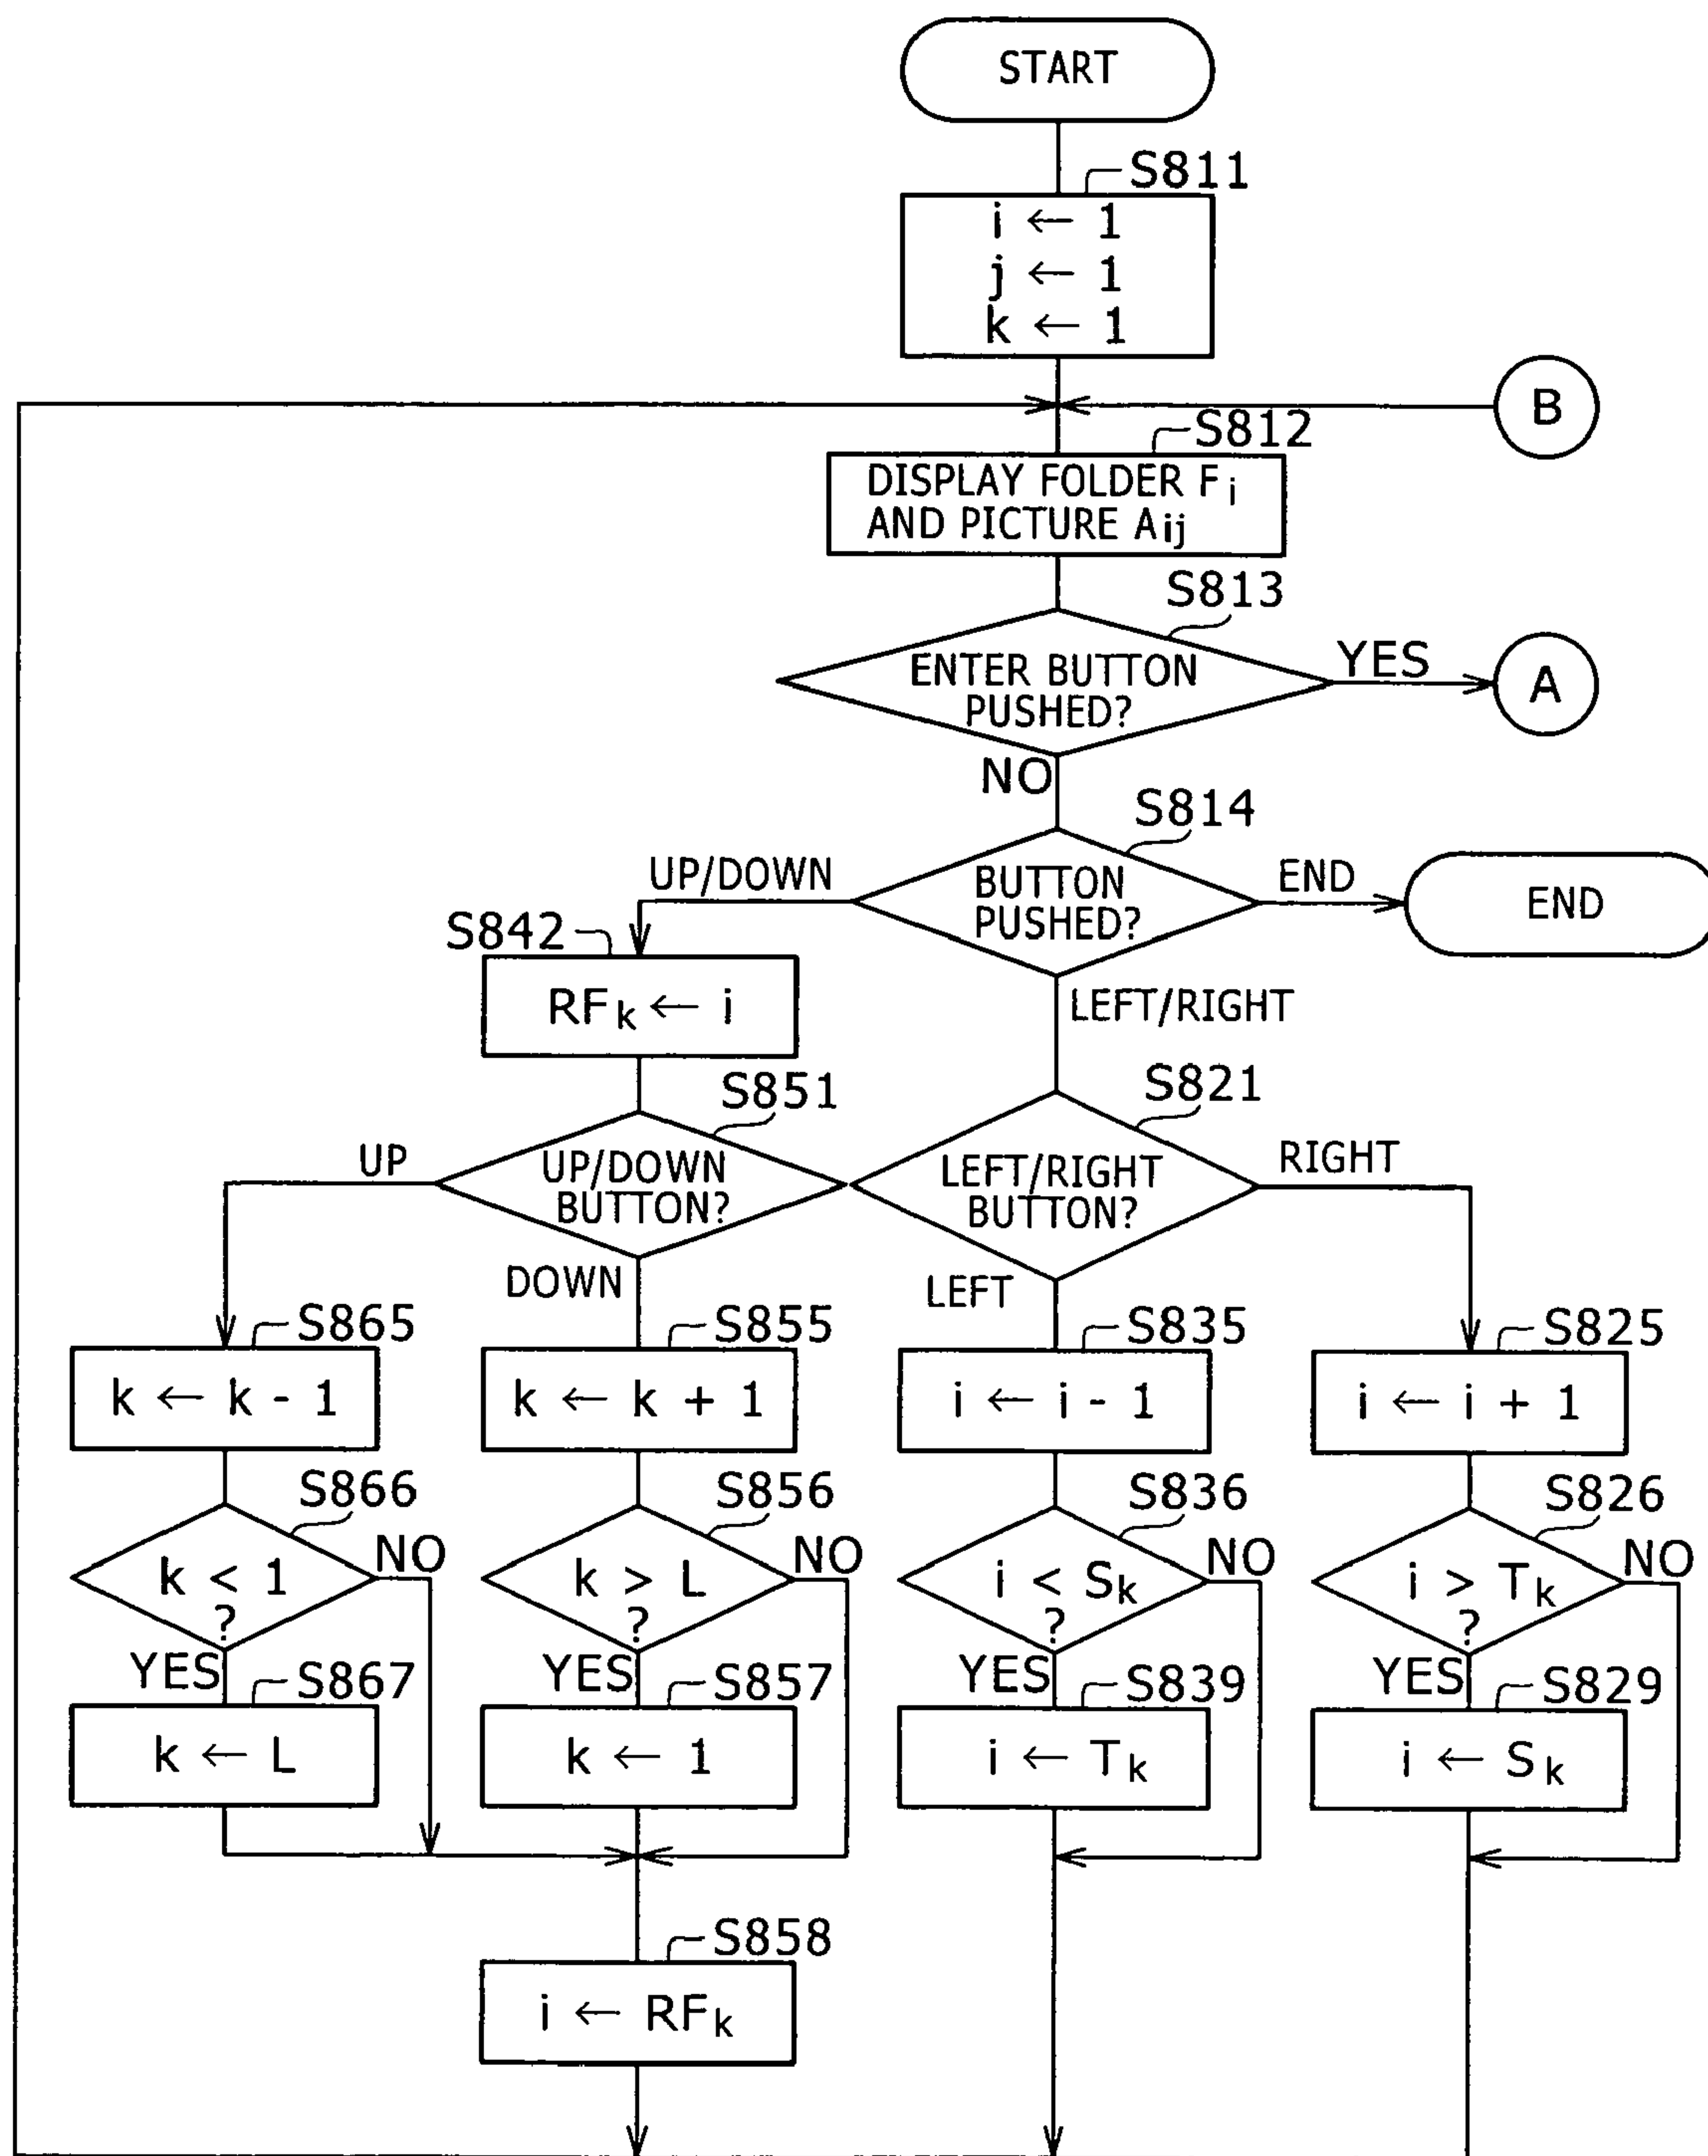 START
S811
i ← 1
j ← 1
k ← 1
B
S812
DISPLAY FOLDER Fi
AND PICTURE Aij
S813
ENTER BUTTON
PUSHED?
YES
A
NO
S814
BUTTON
PUSHED?
UP/DOWN
END
END
S842
RFk ← i
LEFT/RIGHT
S851
UP/DOWN
BUTTON?
S821
LEFT/RIGHT
BUTTON?
UP
RIGHT
DOWN
LEFT
S865
k ← k - 1
S855
k ← k + 1
S835
i ← i - 1
S825
i ← i + 1
S866
k < 1
?
NO
YES
S856
k > L
?
NO
YES
S836
i < Sk
?
NO
YES
S826
i > Tk
?
NO
YES
S867
k ← L
S857
k ← 1
S839
i ← Tk
S829
i ← Sk
S858
i ← RFk